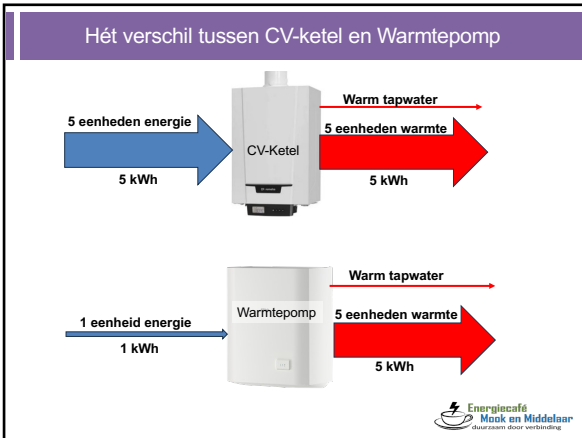 Hét verschil tussen CV-ketel en Warmtepomp
Warm tapwater
5 eenheden energie
5 eenheden warmte
CV-Ketel
5 kWh
5 kWh
Warm tapwater
Warmtepomp
5 eenheden warmte
1 eenheid energie
1 kWh
5 kWh
Energiecafé
Mook en Middelaar
duurzaam door verbinding